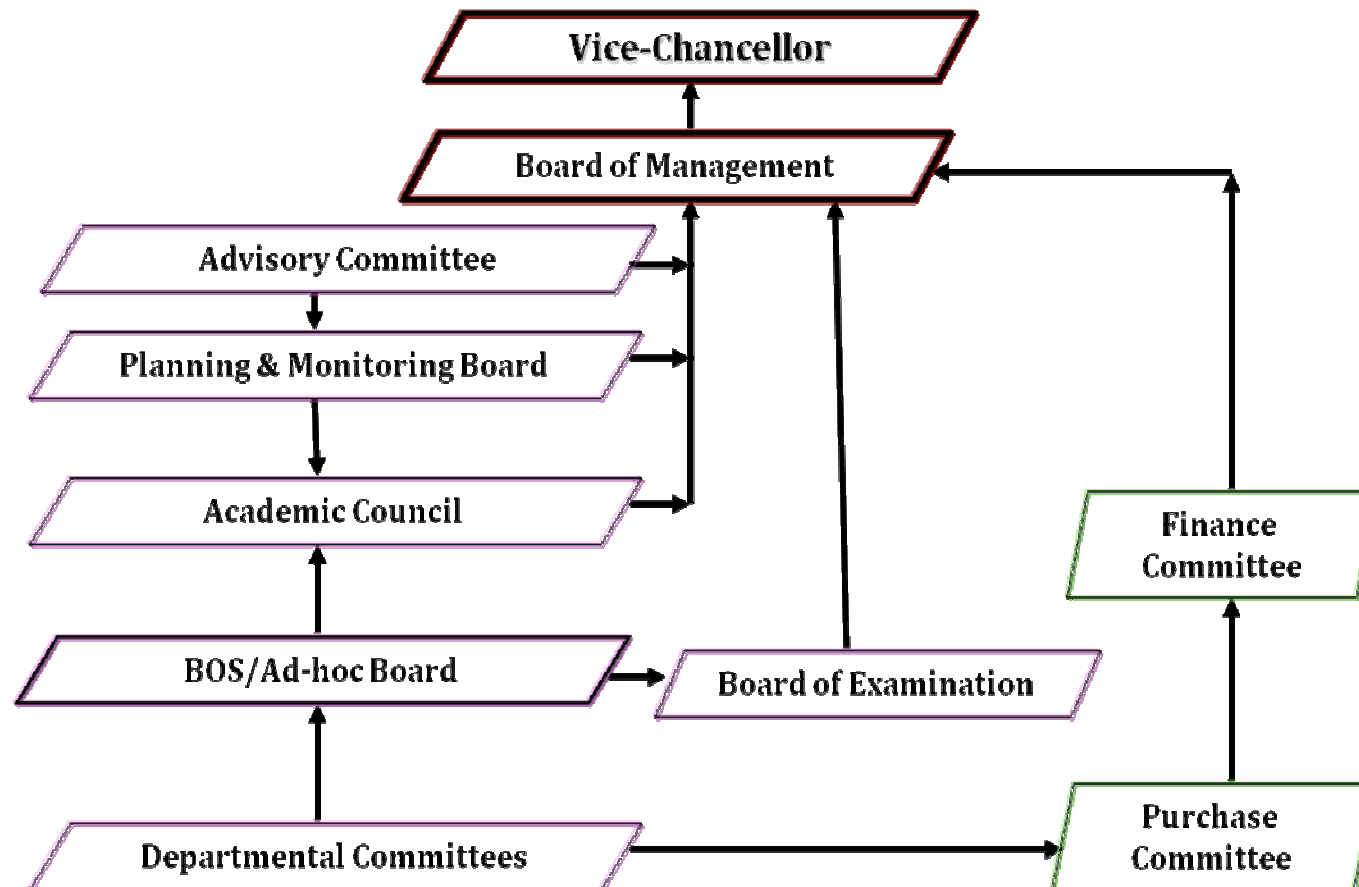 Vice-Chancellor
Board of Management
Advisory Committee
Planning & Monitoring Board
Academic Council
Finance
Committee
BOS/Ad-hoc Board
Board of Examination
Purchase
Committee
Departmental Committees